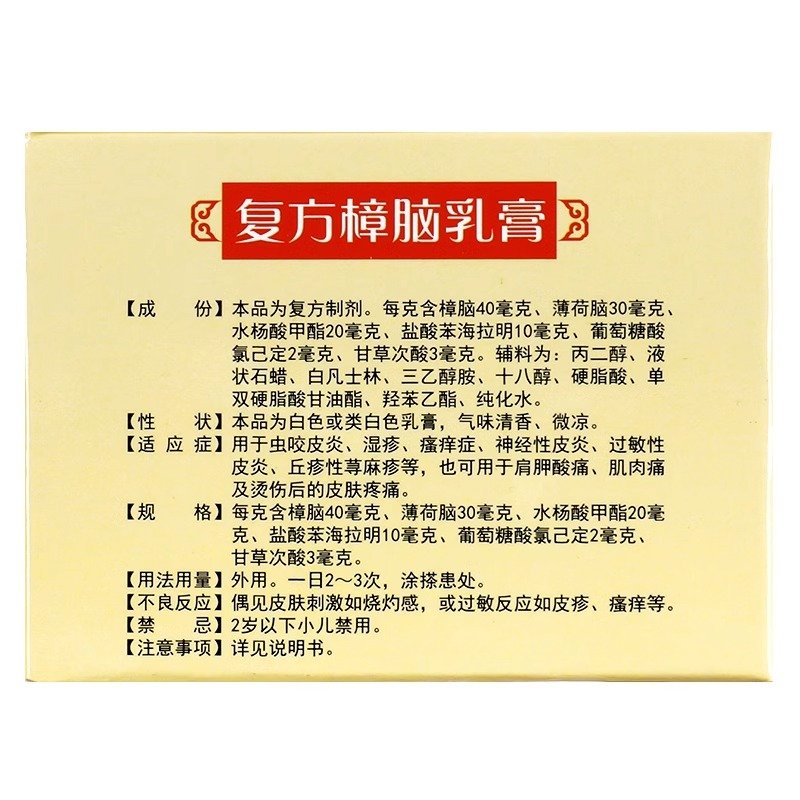 复方樟脑乳膏
【成　份】本品为复方制剂。每克含樟脑40毫克、薄荷脑30毫克、
水杨酸甲酯20毫克、盐酸苯海拉明10毫克、葡萄糖酸
氯己定2毫克、甘草次酸3毫克。辅料为：丙二醇、液
状石蜡、白凡士林、三乙醇胺、十八醇、硬脂酸、单
双硬脂酸甘油酯、羟苯乙酯、纯化水。
【性　状】本品为白色或类白色乳膏，气味清香、微凉。
【适应症】用于虫咬皮炎、湿疹、瘙痒症、神经性皮炎、过敏性
皮炎、丘疹性荨麻疹等，也可用于肩胛酸痛、肌肉痛
及烫伤后的皮肤疼痛。
【规　格】每克含樟脑40毫克、薄荷脑30毫克、水杨酸甲酯20毫
克、盐酸苯海拉明10毫克、葡萄糖酸氯己定2毫克、
甘草次酸3毫克。
【用法用量】外用。一日2～3次，涂搽患处。
【不良反应】偶见皮肤刺激如烧灼感，或过敏反应如皮疹、瘙痒等。
【禁　忌】2岁以下小儿禁用。
【注意事项】详见说明书。